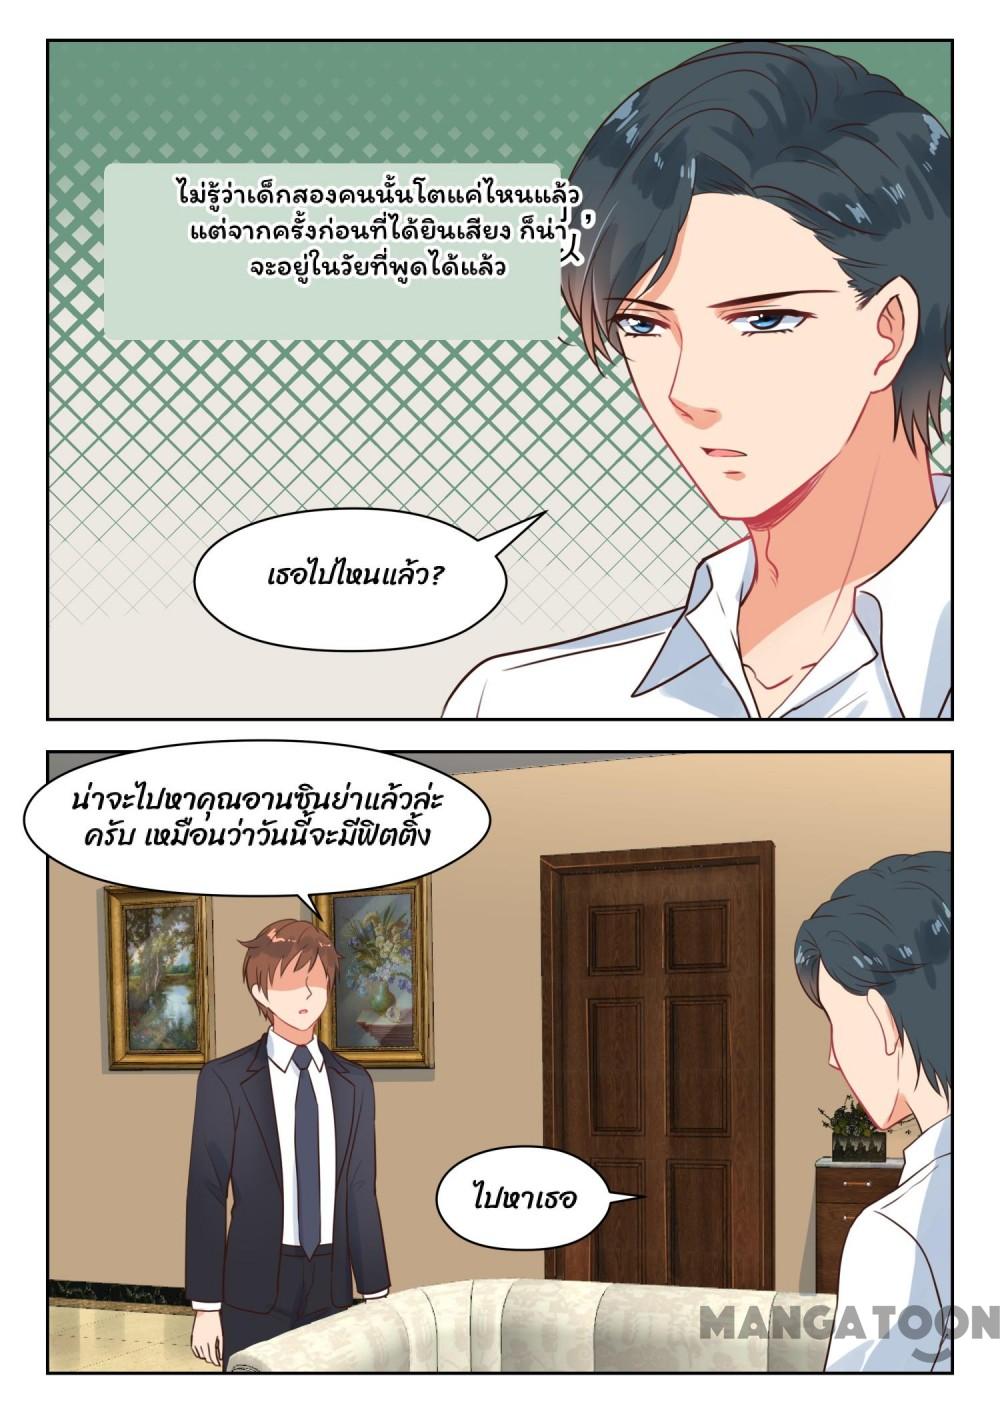 ไม่รู้ว่าเด็กสองคนนั้นโตแค่ไหนแล้ว
แต่จากครั้งก่อนที่ได้ยินเสียง ก็น่า
จะอยู่ในวัยที่พูดได้แล้ว
เธอไปไหนแล้ว?
น่าจะไปหาคุณอานซินย่าแล้วล่ะ
ครับ เหมือนว่าวันนี้จะมีฟิตติ้ง
ไปหาเธอ
MANGATOON